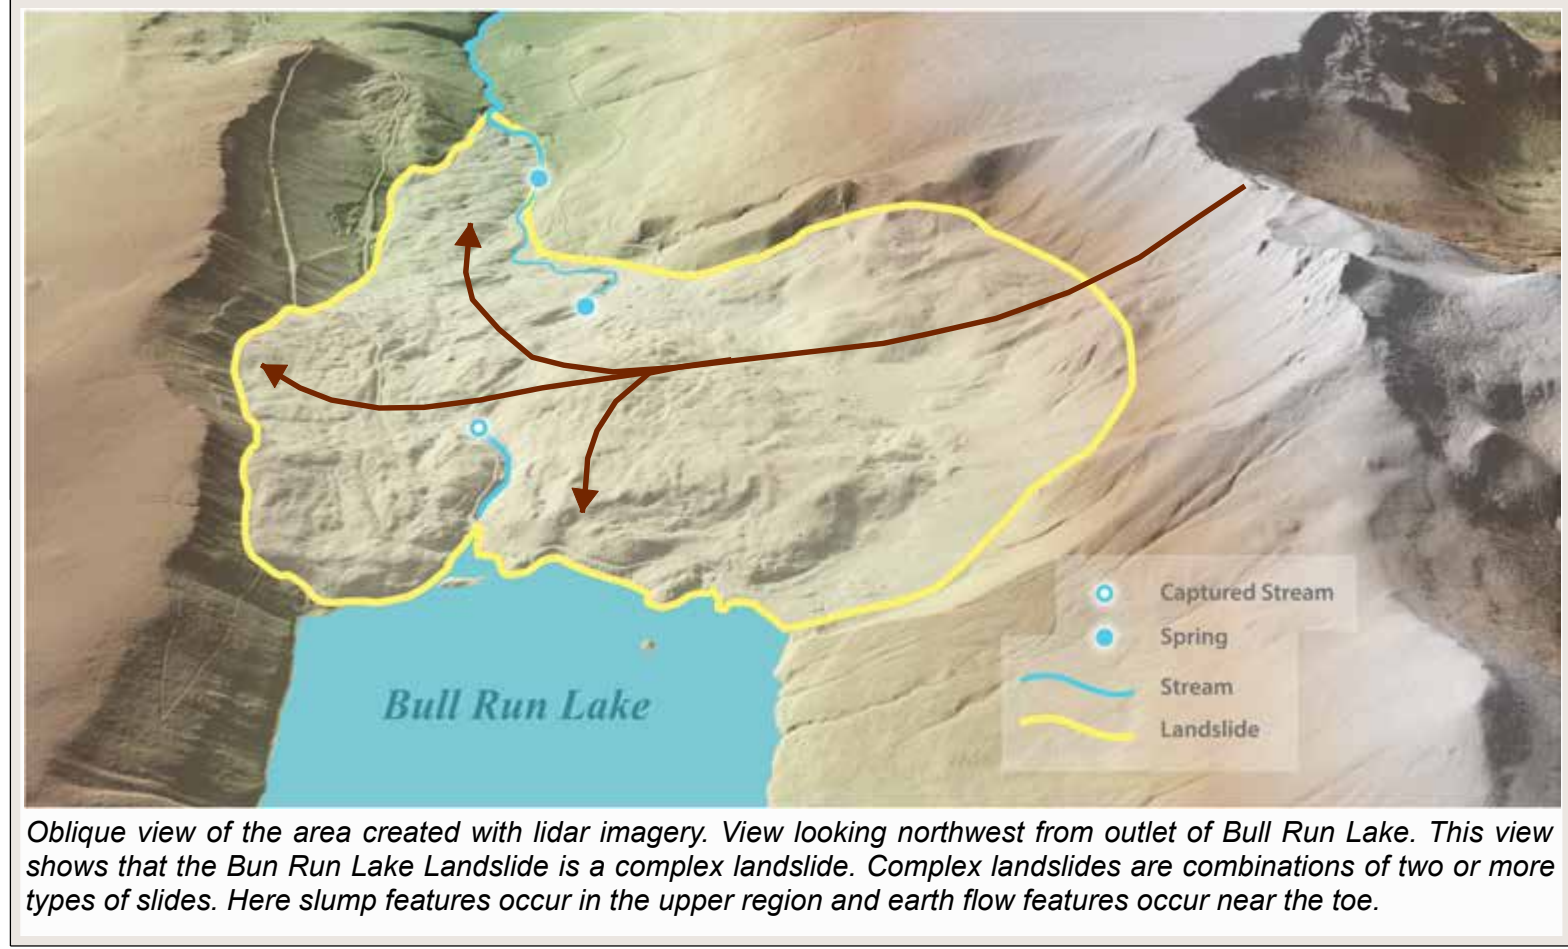 Captured Stream
Spring
Stream
Landslide
Bull Run Lake
Oblique view of the area created with lidar imagery. View looking northwest from outlet of Bull Run Lake. This view
shows that the Bun Run Lake Landslide is a complex landslide. Complex landslides are combinations of two or more
types of slides. Here slump features occur in the upper region and earth flow features occur near the toe.